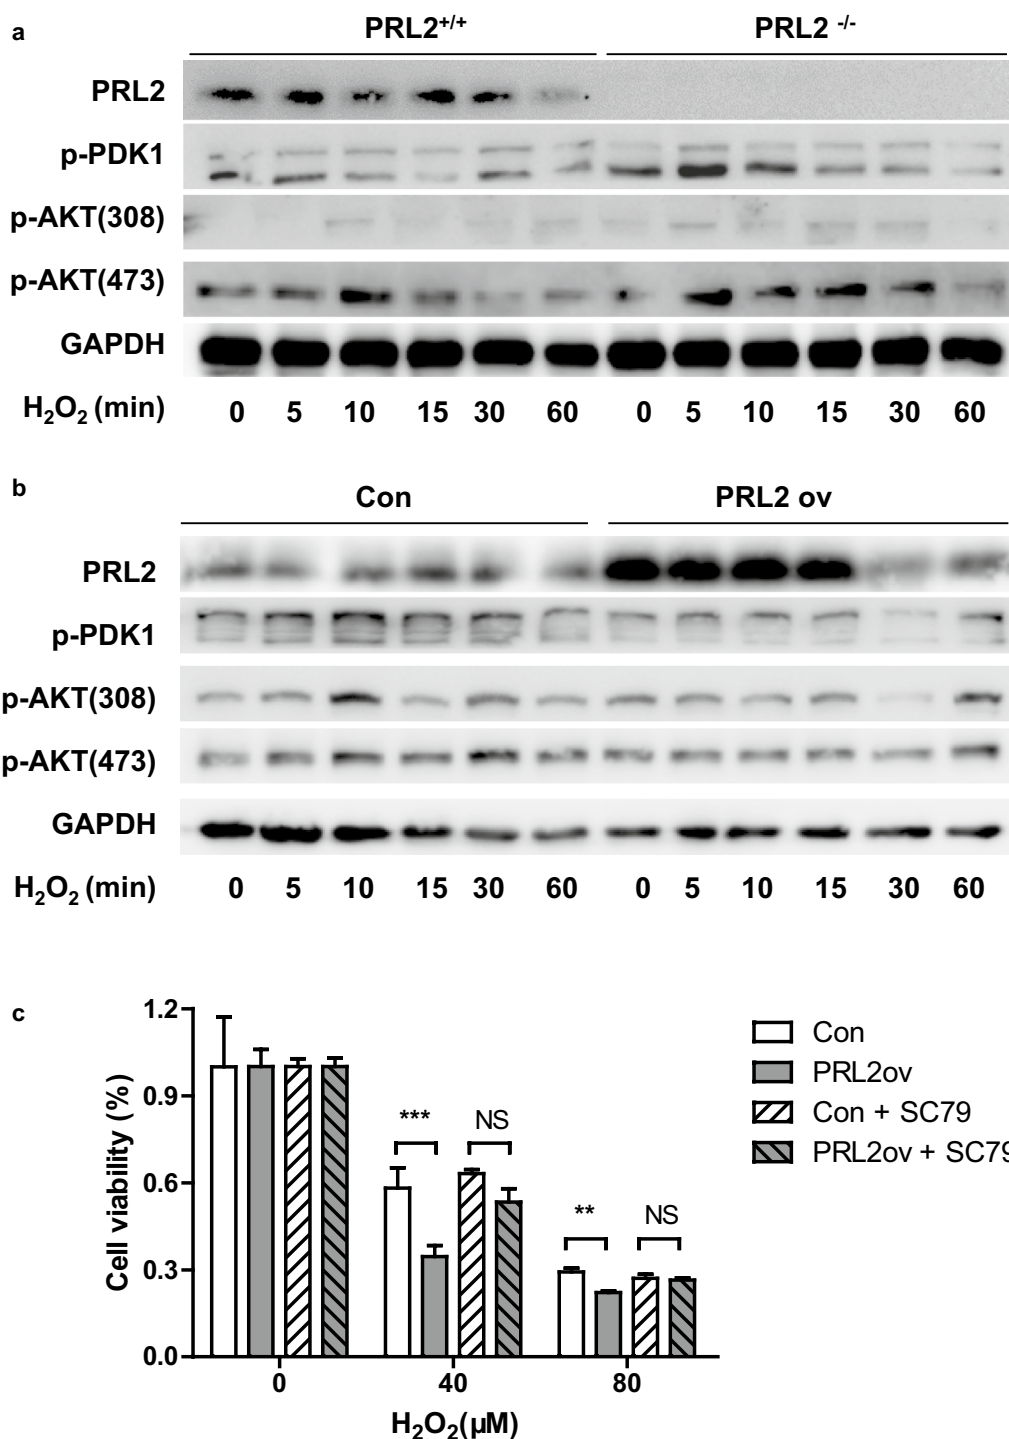 a
PRL2+/+ PRL2 -/-
PRL2
p-PDK1
p-AKT(308)
p-AKT(473)
GAPDH
H₂O₂ (min) 0 5 10 15 30 60 0 5 10 15 30 60
b
Con PRL2 ov
PRL2
p-PDK1
p-AKT(308)
p-AKT(473)
GAPDH
H₂O₂ (min) 0 5 10 15 30 60 0 5 10 15 30 60
c
Cell viability (%)
1.2
0.9
0.6
0.3
0.0
*** NS
** NS
0 40 80
H₂O₂(µM)
Con
PRL2ov
Con + SC79
PRL2ov + SC79